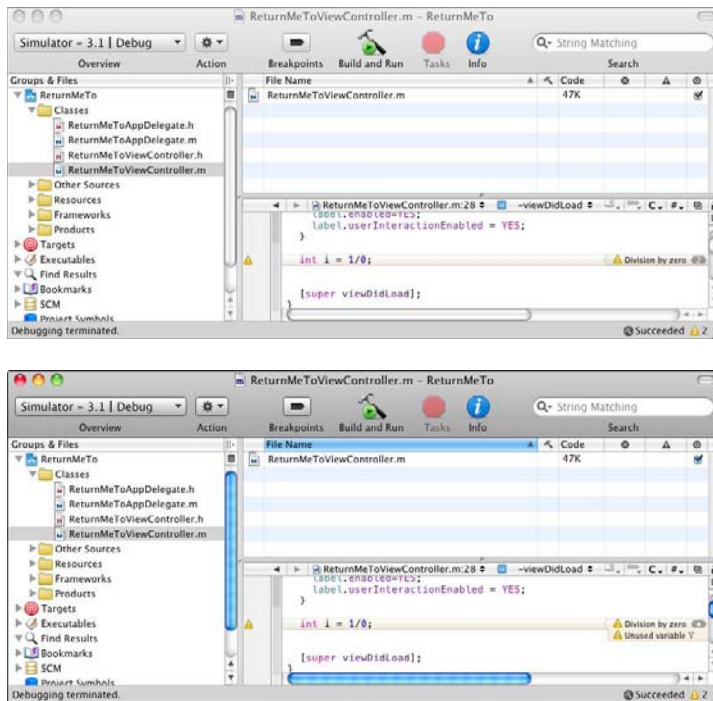 ReturnMeToViewController.m – ReturnMeTo
Simulator – 3.1 | Debug
String Matching
Overview Action Breakpoints Build and Run Tasks Info Search
Groups & Files File Name Code
ReturnMeTo ReturnMeToViewController.m 47K
Classes
ReturnMeToAppDelegate.h
ReturnMeToAppDelegate.m
ReturnMeToViewController.h
ReturnMeToViewController.m
Other Sources
Resources
Frameworks
Products
Targets
Executables
Find Results
Bookmarks
SCM
Project Symbols
ReturnMeToViewController.m:28 -viewDidLoad C, #,
label.enabled=YES;
label.userInteractionEnabled = YES;
}
int i = 1/0; Division by zero
[super viewDidLoad];
}
Debugging terminated. Succeeded 2
ReturnMeToViewController.m – ReturnMeTo
Simulator – 3.1 | Debug
String Matching
Overview Action Breakpoints Build and Run Tasks Info Search
Groups & Files File Name Code
ReturnMeTo ReturnMeToViewController.m 47K
Classes
ReturnMeToAppDelegate.h
ReturnMeToAppDelegate.m
ReturnMeToViewController.h
ReturnMeToViewController.m
Other Sources
Resources
Frameworks
Products
Targets
Executables
Find Results
Bookmarks
SCM
Project Symbols
ReturnMeToViewController.m:28 -viewDidLoad C, #,
label.enabled=YES;
label.userInteractionEnabled = YES;
}
int i = 1/0; Division by zero
Unused variable
[super viewDidLoad];
}
Debugging terminated. Succeeded 2